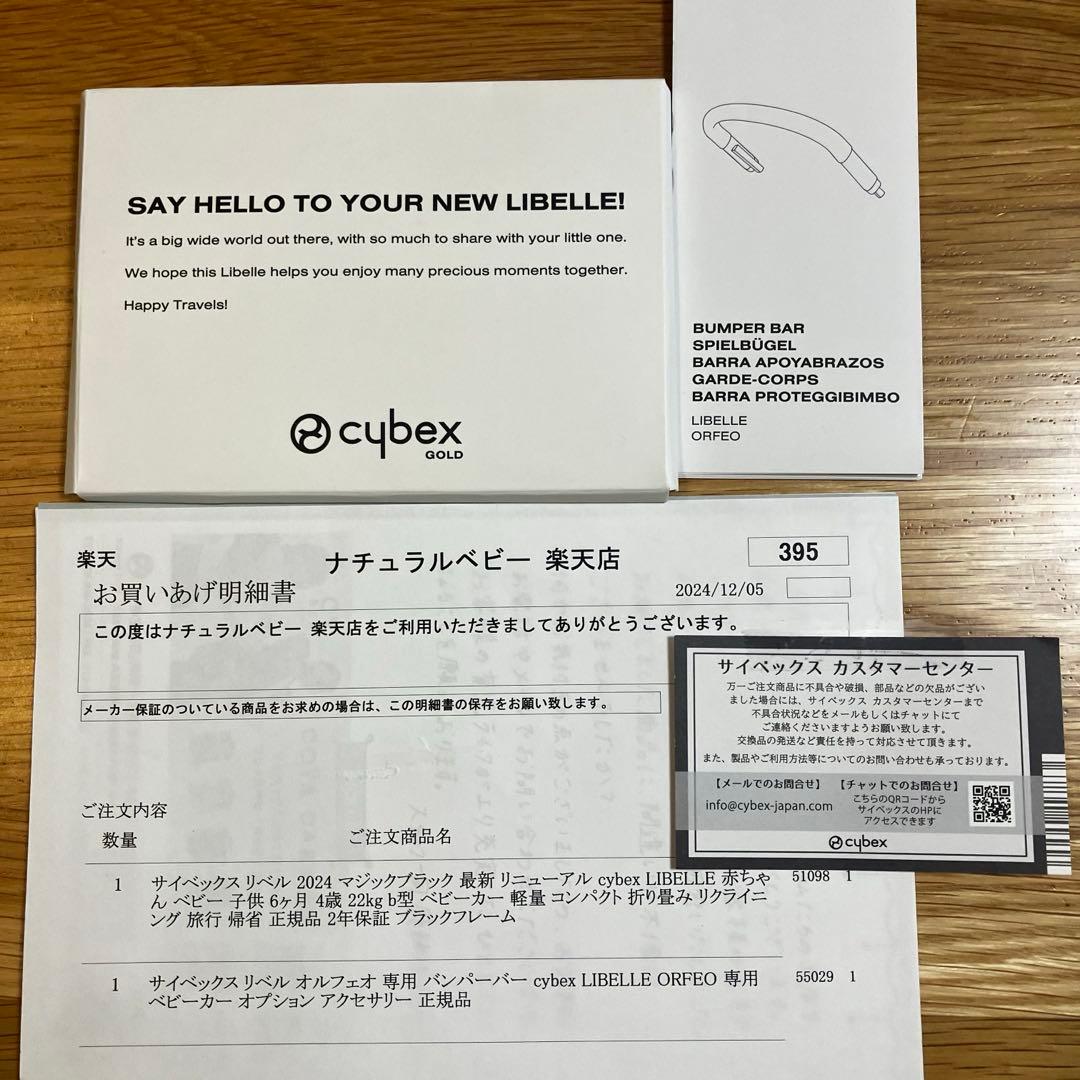 SAY HELLO TO YOUR NEW LIBELLE!
It's a big wide world out there, with so much to share with your little one.
We hope this Libelle helps you enjoy many precious moments together.
Happy Travels!
cybex
GOLD
BUMPER BAR
SPIELBÜGEL
BARRA APOYABRAZOS
GARDE-CORPS
BARRA PROTEGGIBIMBO
LIBELLE
ORFEO
楽天
ナチュラルベビー 楽天店
395
お買いあげ明細書
2024/12/05
この度はナチュラルベビー 楽天店をご利用いただきましてありがとうございます。
メーカー保証のついている商品をお求めの場合は、この明細書の保存をお願い致します。
ご注文内容
数量
ご注文商品名
1 サイベックス リベル 2024 マジックブラック 最新 リニューアル cybex LIBELLE 赤ちゃ 51098 1
ん ベビー 子供 6ヶ月 4歳 22kg b型 ベビーカー 軽量 コンパクト 折り畳み リクライニ
ング 旅行 帰省 正規品 2年保証 ブラックフレーム
1 サイベックス リベル オルフェオ 専用 バンパーバー cybex LIBELLE ORFEO 専用 55029 1
ベビーカー オプション アクセサリー 正規品
サイベックス カスタマーセンター
万一ご注文商品に不具合や破損、部品などの欠品がござい
ました場合には、サイベックス カスタマーセンターまで
不具合状況などをメールもしくはチャットにて
ご連絡くださいますようお願い致します。
交換品の発送など責任を持って対応させて頂きます。
また、製品やご利用方法等についてのお問い合わせも承っております。
【メールでのお問合せ】
info@cybex-japan.com
【チャットでのお問合せ】
こちらのQRコードから
サイベックスのHPに
アクセスできます
cybex